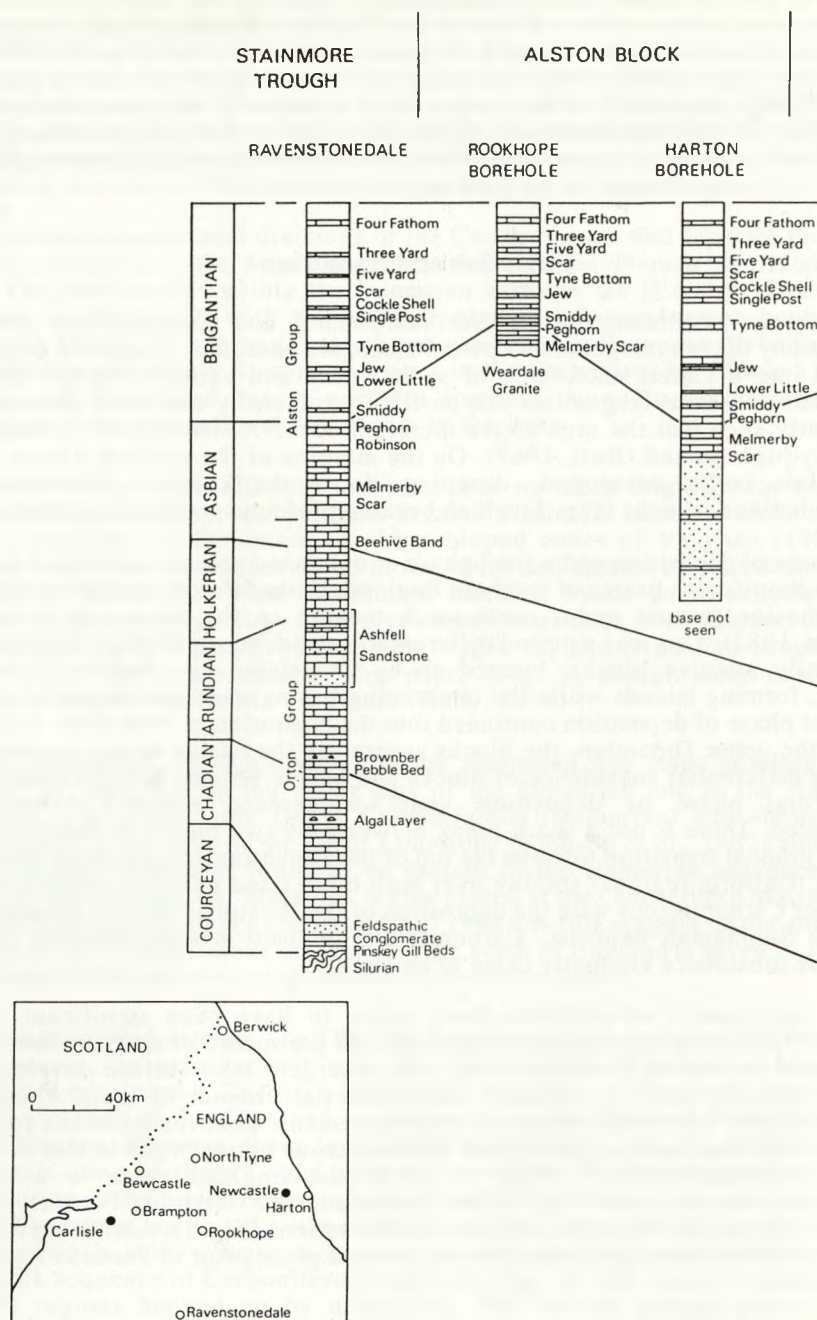 STAINMORE
TROUGH
ALSTON BLOCK
RAVENSTONEDALE
ROOKHOPE
BOREHOLE
HARTON
BOREHOLE
BRIGANTIAN
ASBIAN
HOLKERIAN
ARUNDIAN
CHADIAN
COURCEYAN
Alston Group
Orton Group
Four Fathom
Three Yard
Five Yard
Scar
Cockle Shell
Single Post
Tyne Bottom
Jew
Lower Little
Smiddy
Peghorn
Robinson
Melmerby
Scar
Beehive Band
Ashfell
Sandstone
Brownber
Pebble Bed
Algal Layer
Feldspathic
Conglomerate
Pinskey Gill Beds
Silurian
Four Fathom
Three Yard
Five Yard
Scar
Tyne Bottom
Jew
Smiddy
Peghorn
Melmerby Scar
Weardale
Granite
Four Fathom
Three Yard
Five Yard
Scar
Cockle Shell
Single Post
Tyne Bottom
Jew
Lower Little
Smiddy
Peghorn
Melmerby
Scar
base not
seen
SCOTLAND
Berwick
0 40km
ENGLAND
North Tyne
Bewcastle
Newcastle
Harton
Brampton
Carlisle
Rookhope
Ravenstonedale